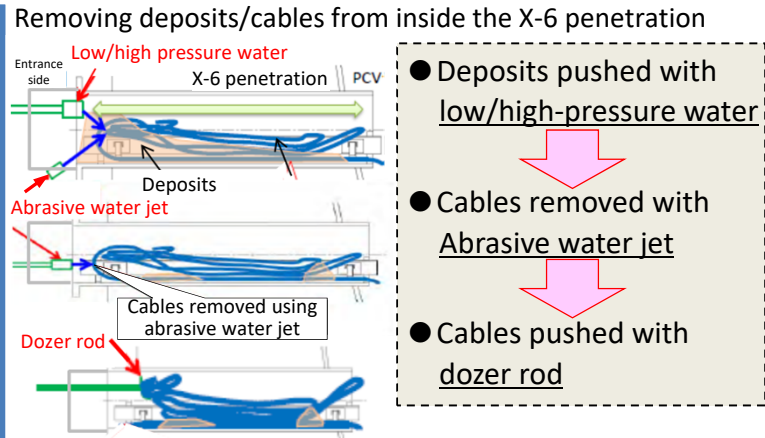 Removing deposits/cables from inside the X-6 penetration
Low/high pressure water
Entrance
side
X-6 penetration
PCV
Deposits
Abrasive water jet
Cables removed using
abrasive water jet
Dozer rod
● Deposits pushed with
low/high-pressure water
● Cables removed with
Abrasive water jet
● Cables pushed with
dozer rod